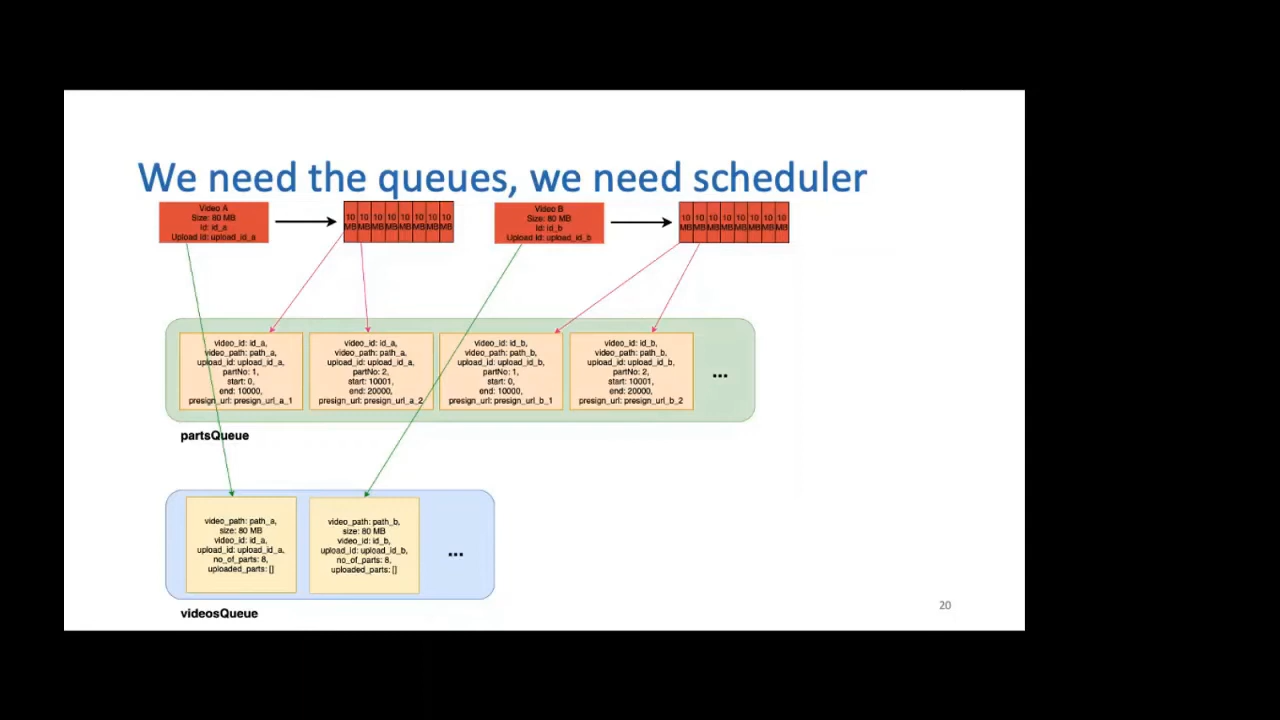 We need the queues, we need scheduler
Video A
Size: 80 MB
Id: id_a
Upload Id: upload_id_a
10 10 10 10 10 10 10 10
MB MB MB MB MB MB MB MB
Video B
Size: 80 MB
Id: id_b
Upload Id: upload_id_b
10 10 10 10 10 10 10 10
MB MB MB MB MB MB MB MB
video_id: id_a,
video_path: path_a,
upload_id: upload_id_a,
partNo: 1,
start: 0,
end: 10000,
presign_url: presign_url_a_1
video_id: id_a,
video_path: path_a,
upload_id: upload_id_a,
partNo: 2,
start: 10001,
end: 20000,
presign_url: presign_url_a_2
video_id: id_b,
video_path: path_b,
upload_id: upload_id_b,
partNo: 1,
start: 0,
end: 10000,
presign_url: presign_url_b_1
video_id: id_b,
video_path: path_b,
upload_id: upload_id_b,
partNo: 2,
start: 10001,
end: 20000,
presign_url: presign_url_b_2
...
partsQueue
video_path: path_a,
size: 80 MB
video_id: id_a,
upload_id: upload_id_a,
no_of_parts: 8,
uploaded_parts: []
video_path: path_b,
size: 80 MB
video_id: id_b,
upload_id: upload_id_b,
no_of_parts: 8,
uploaded_parts: []
...
videosQueue
20